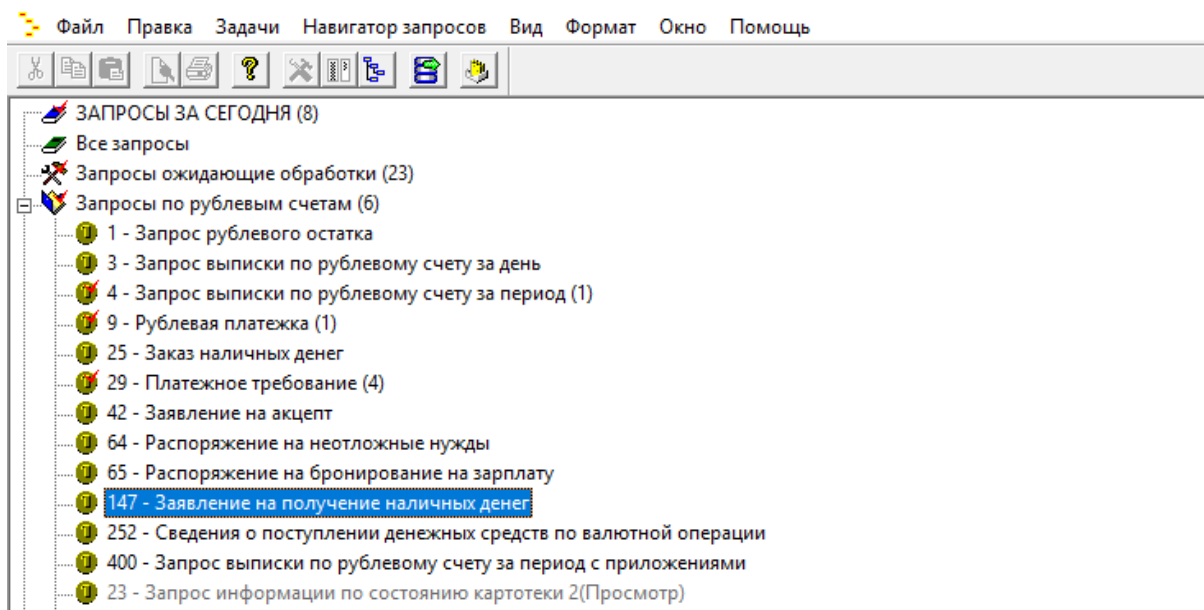 Файл Правка Задачи Навигатор запросов Вид Формат Окно Помощь
ЗАПРОСЫ ЗА СЕГОДНЯ (8)
Все запросы
Запросы ожидающие обработки (23)
Запросы по рублевым счетам (6)
1 - Запрос рублевого остатка
3 - Запрос выписки по рублевому счету за день
4 - Запрос выписки по рублевому счету за период (1)
9 - Рублевая платежка (1)
25 - Заказ наличных денег
29 - Платежное требование (4)
42 - Заявление на акцепт
64 - Распоряжение на неотложные нужды
65 - Распоряжение на бронирование на зарплату
147 - Заявление на получение наличных денег
252 - Сведения о поступлении денежных средств по валютной операции
400 - Запрос выписки по рублевому счету за период с приложениями
23 - Запрос информации по состоянию картотеки 2(Просмотр)